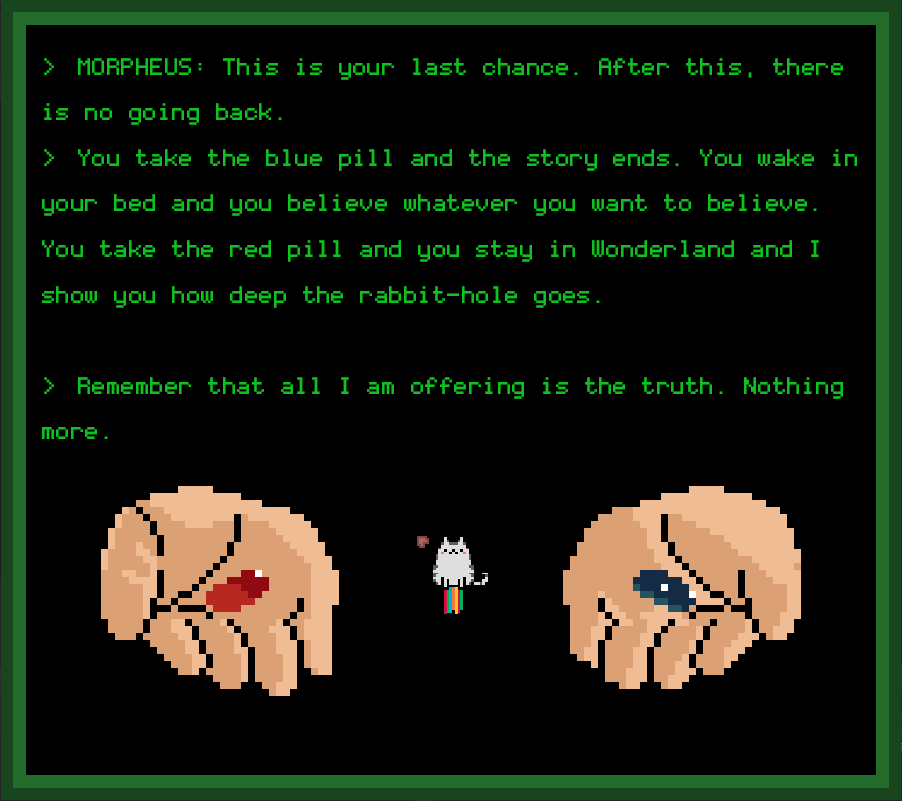 > MORPHEUS: This is your last chance. After this, there
is no going back.
> You take the blue pill and the story ends. You wake in
your bed and you believe whatever you want to believe.
You take the red pill and you stay in Wonderland and I
show you how deep the rabbit-hole goes.
> Remember that all I am offering is the truth. Nothing
more.